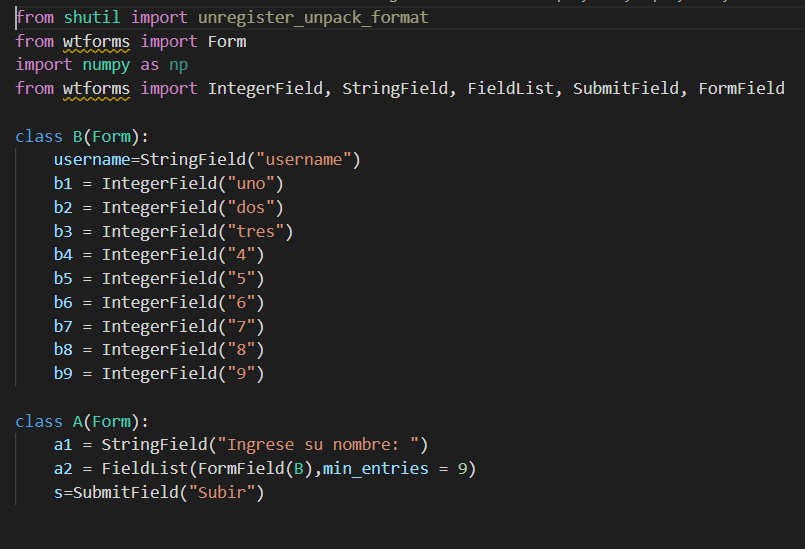 from shutil import unregister_unpack_format
from wtforms import Form
import numpy as np
from wtforms import IntegerField, StringField, FieldList, SubmitField, FormField
class B(Form):
    username=StringField("username")
    b1 = IntegerField("uno")
    b2 = IntegerField("dos")
    b3 = IntegerField("tres")
    b4 = IntegerField("4")
    b5 = IntegerField("5")
    b6 = IntegerField("6")
    b7 = IntegerField("7")
    b8 = IntegerField("8")
    b9 = IntegerField("9")
class A(Form):
    a1 = StringField("Ingrese su nombre: ")
    a2 = FieldList(FormField(B),min_entries = 9)
    s=SubmitField("Subir")